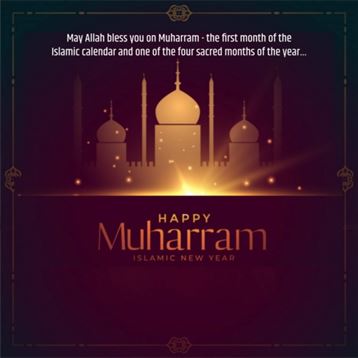 May Allah bless you on Muharram - the first month of the
Islamic calendar and one of the four sacred months of the year...
HAPPY
Muharram
ISLAMIC NEW YEAR